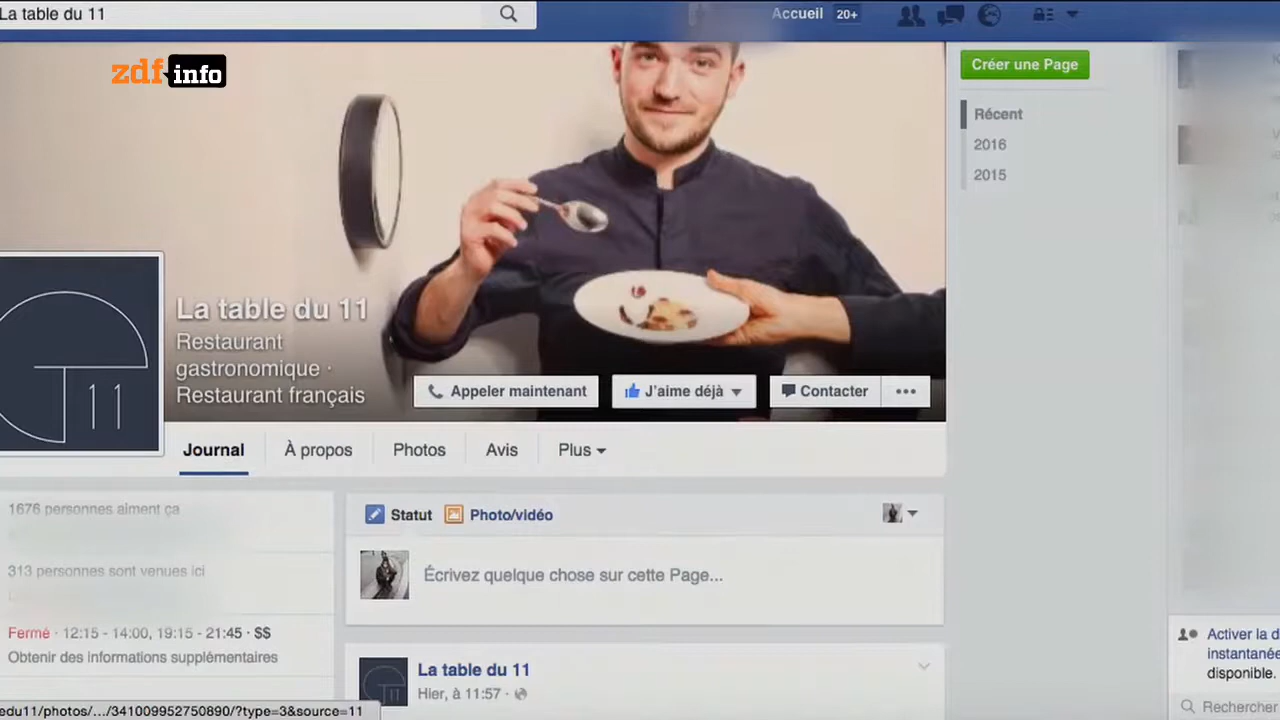 La table du 11
Accueil 20+
zdf info
Créer une Page
Récent
2016
2015
La table du 11
Restaurant
gastronomique ·
Restaurant français
11
Appeler maintenant
J'aime déjà
Contacter
Journal
À propos
Photos
Avis
Plus
1676 personnes aiment ça
313 personnes sont venues ici
Fermé · 12:15 - 14:00, 19:15 - 21:45 · $$
Obtenir des informations supplémentaires
Statut
Photo/vidéo
Écrivez quelque chose sur cette Page...
La table du 11
Hier, à 11:57 ·
11
Activer la d
instantanée
disponible.
Rechercher
edu11/photos/.../341009952750890/?type=3&source=11